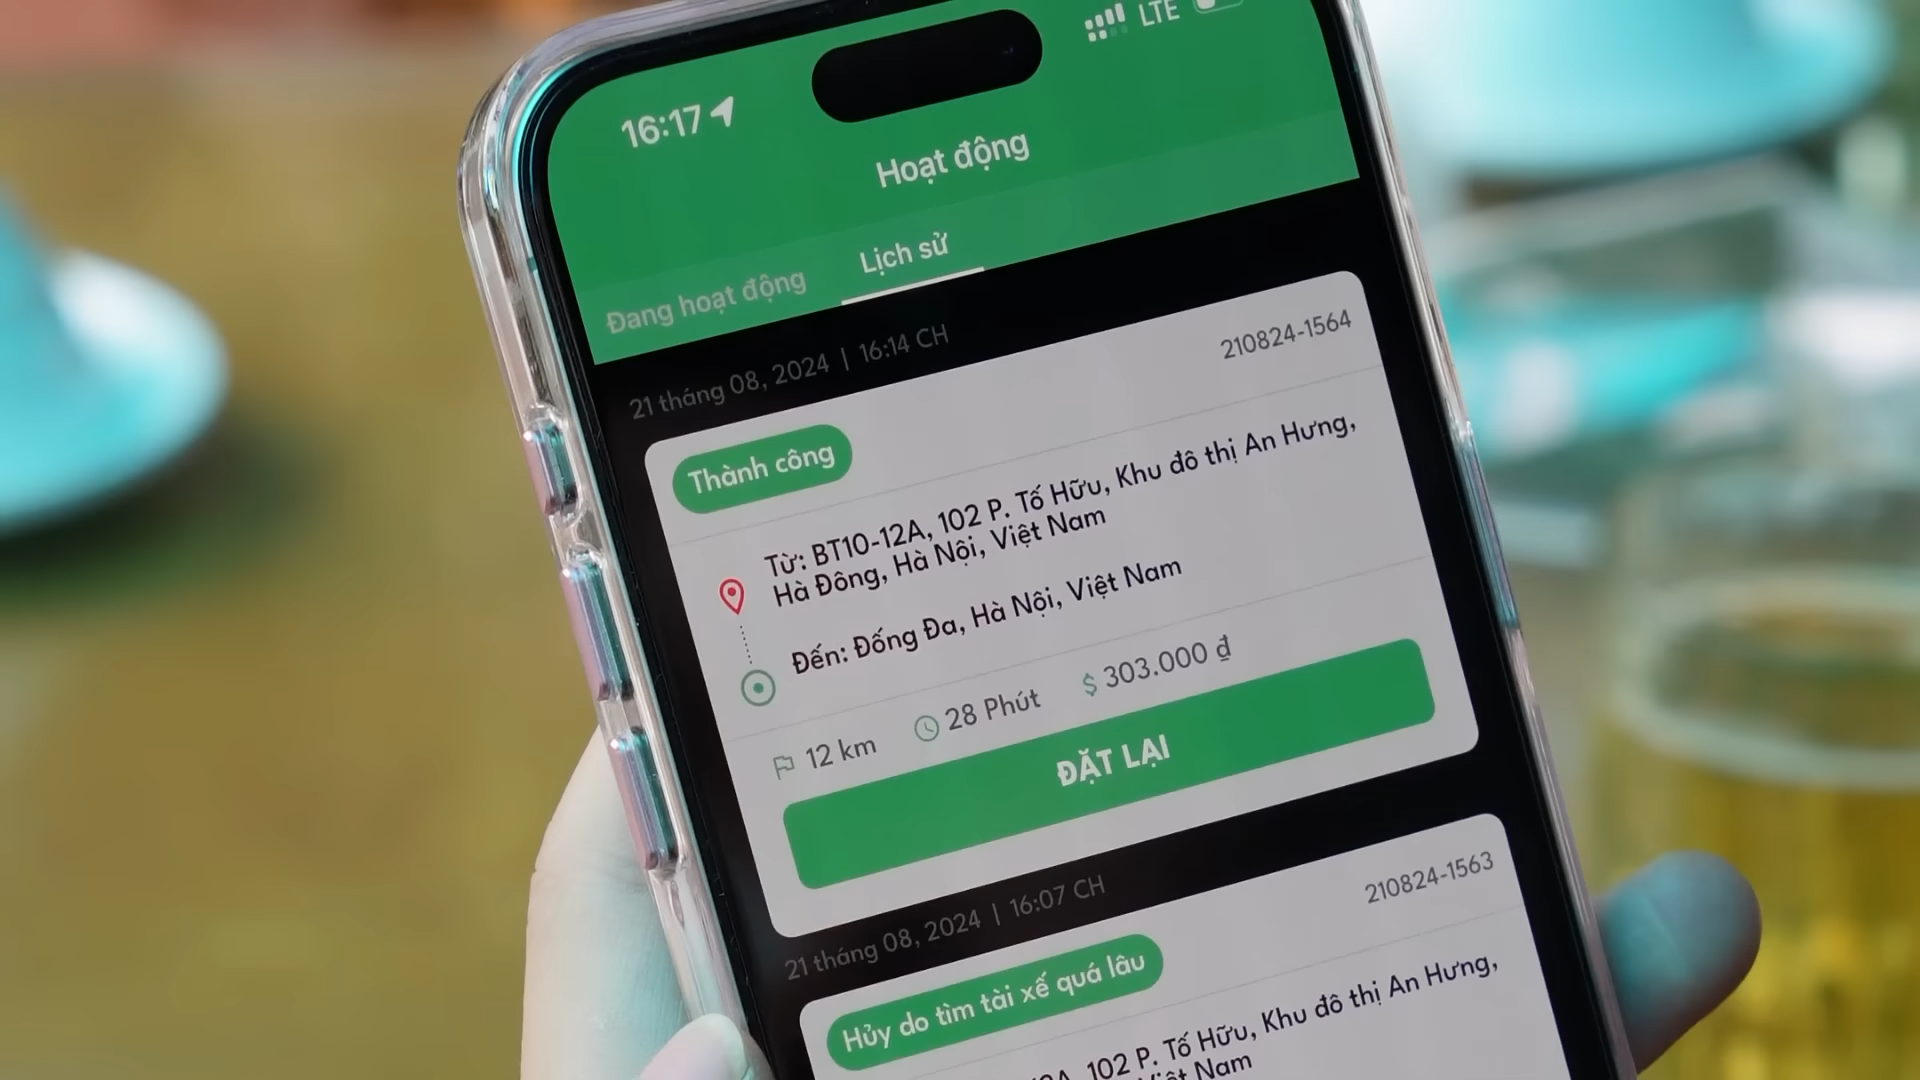 16:17
LTE
Hoạt động
Đang hoạt động
Lịch sử
21 tháng 08, 2024 | 16:14 CH
210824-1564
Thành công
Từ: BT10-12A, 102 P. Tố Hữu, Khu đô thị An Hưng,
Hà Đông, Hà Nội, Việt Nam
Đến: Đống Đa, Hà Nội, Việt Nam
12 km
28 Phút
$ 303.000 ₫
ĐẶT LẠI
21 tháng 08, 2024 | 16:07 CH
210824-1563
Hủy do tìm tài xế quá lâu
102 P. Tố Hữu, Khu đô thị An Hưng,
Việt Nam